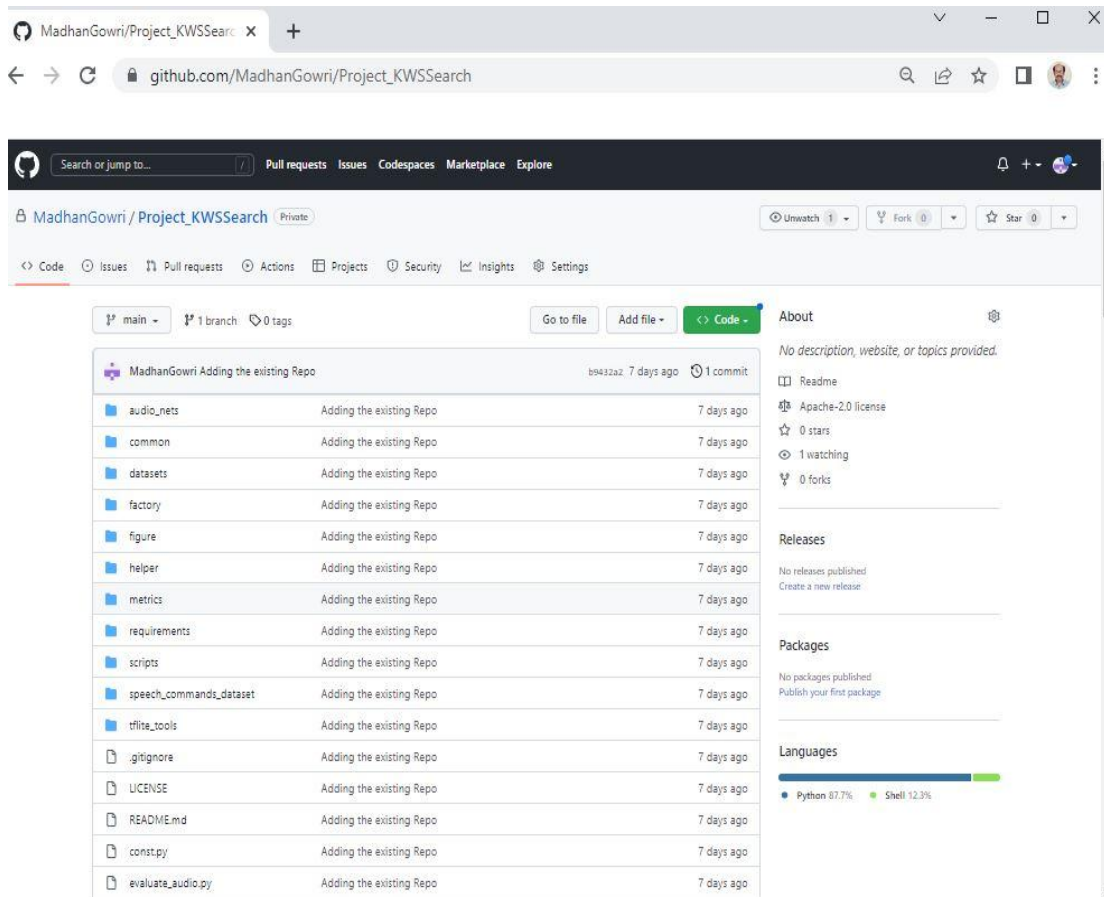 MadhanGowri/Project_KWSSearc
github.com/MadhanGowri/Project_KWSSearch
Search or jump to... / Pull requests Issues Codespaces Marketplace Explore
MadhanGowri / Project_KWSSearch Private
Unwatch 1 Fork 0 Star 0
Code Issues Pull requests Actions Projects Security Insights Settings
main 1 branch 0 tags Go to file Add file <> Code
MadhanGowri Adding the existing Repo b9432a2 7 days ago 1 commit
audio_nets Adding the existing Repo 7 days ago
common Adding the existing Repo 7 days ago
datasets Adding the existing Repo 7 days ago
factory Adding the existing Repo 7 days ago
figure Adding the existing Repo 7 days ago
helper Adding the existing Repo 7 days ago
metrics Adding the existing Repo 7 days ago
requirements Adding the existing Repo 7 days ago
scripts Adding the existing Repo 7 days ago
speech_commands_dataset Adding the existing Repo 7 days ago
tflite_tools Adding the existing Repo 7 days ago
.gitignore Adding the existing Repo 7 days ago
LICENSE Adding the existing Repo 7 days ago
README.md Adding the existing Repo 7 days ago
const.py Adding the existing Repo 7 days ago
evaluate_audio.py Adding the existing Repo 7 days ago
About
No description, website, or topics provided.
Readme
Apache-2.0 license
0 stars
1 watching
0 forks
Releases
No releases published
Create a new release
Packages
No packages published
Publish your first package
Languages
Python 87.7% Shell 12.3%